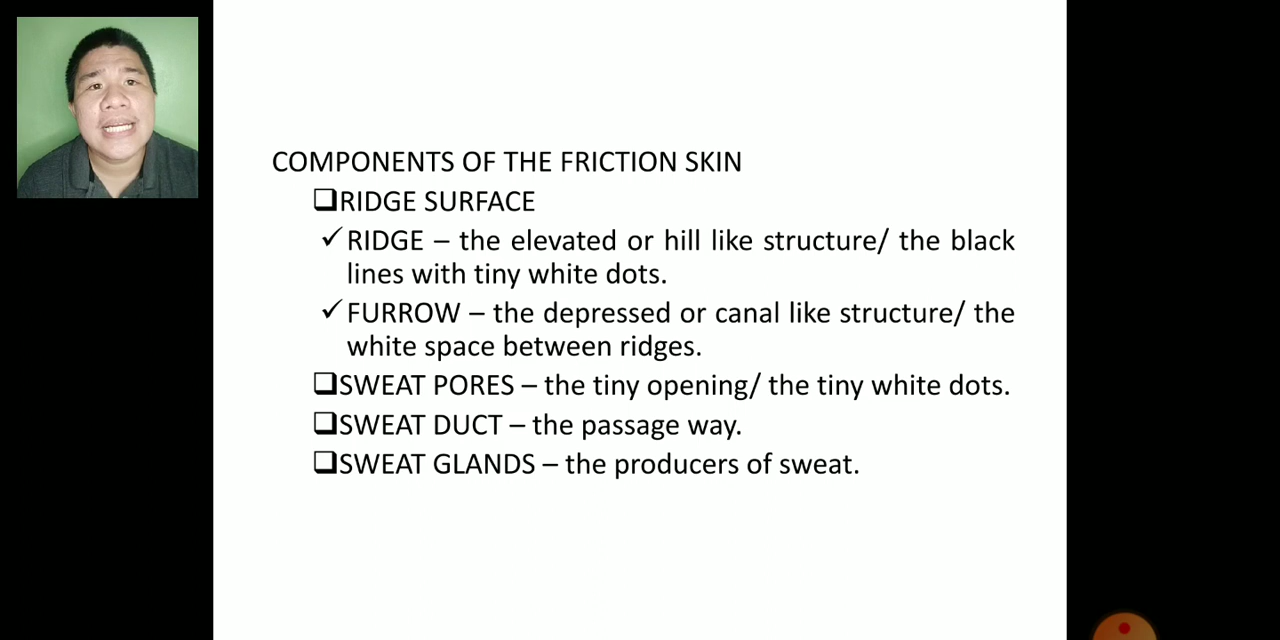 COMPONENTS OF THE FRICTION SKIN
❑RIDGE SURFACE
✓RIDGE – the elevated or hill like structure/ the black
lines with tiny white dots.
✓FURROW – the depressed or canal like structure/ the
white space between ridges.
❑SWEAT PORES – the tiny opening/ the tiny white dots.
❑SWEAT DUCT – the passage way.
❑SWEAT GLANDS – the producers of sweat.